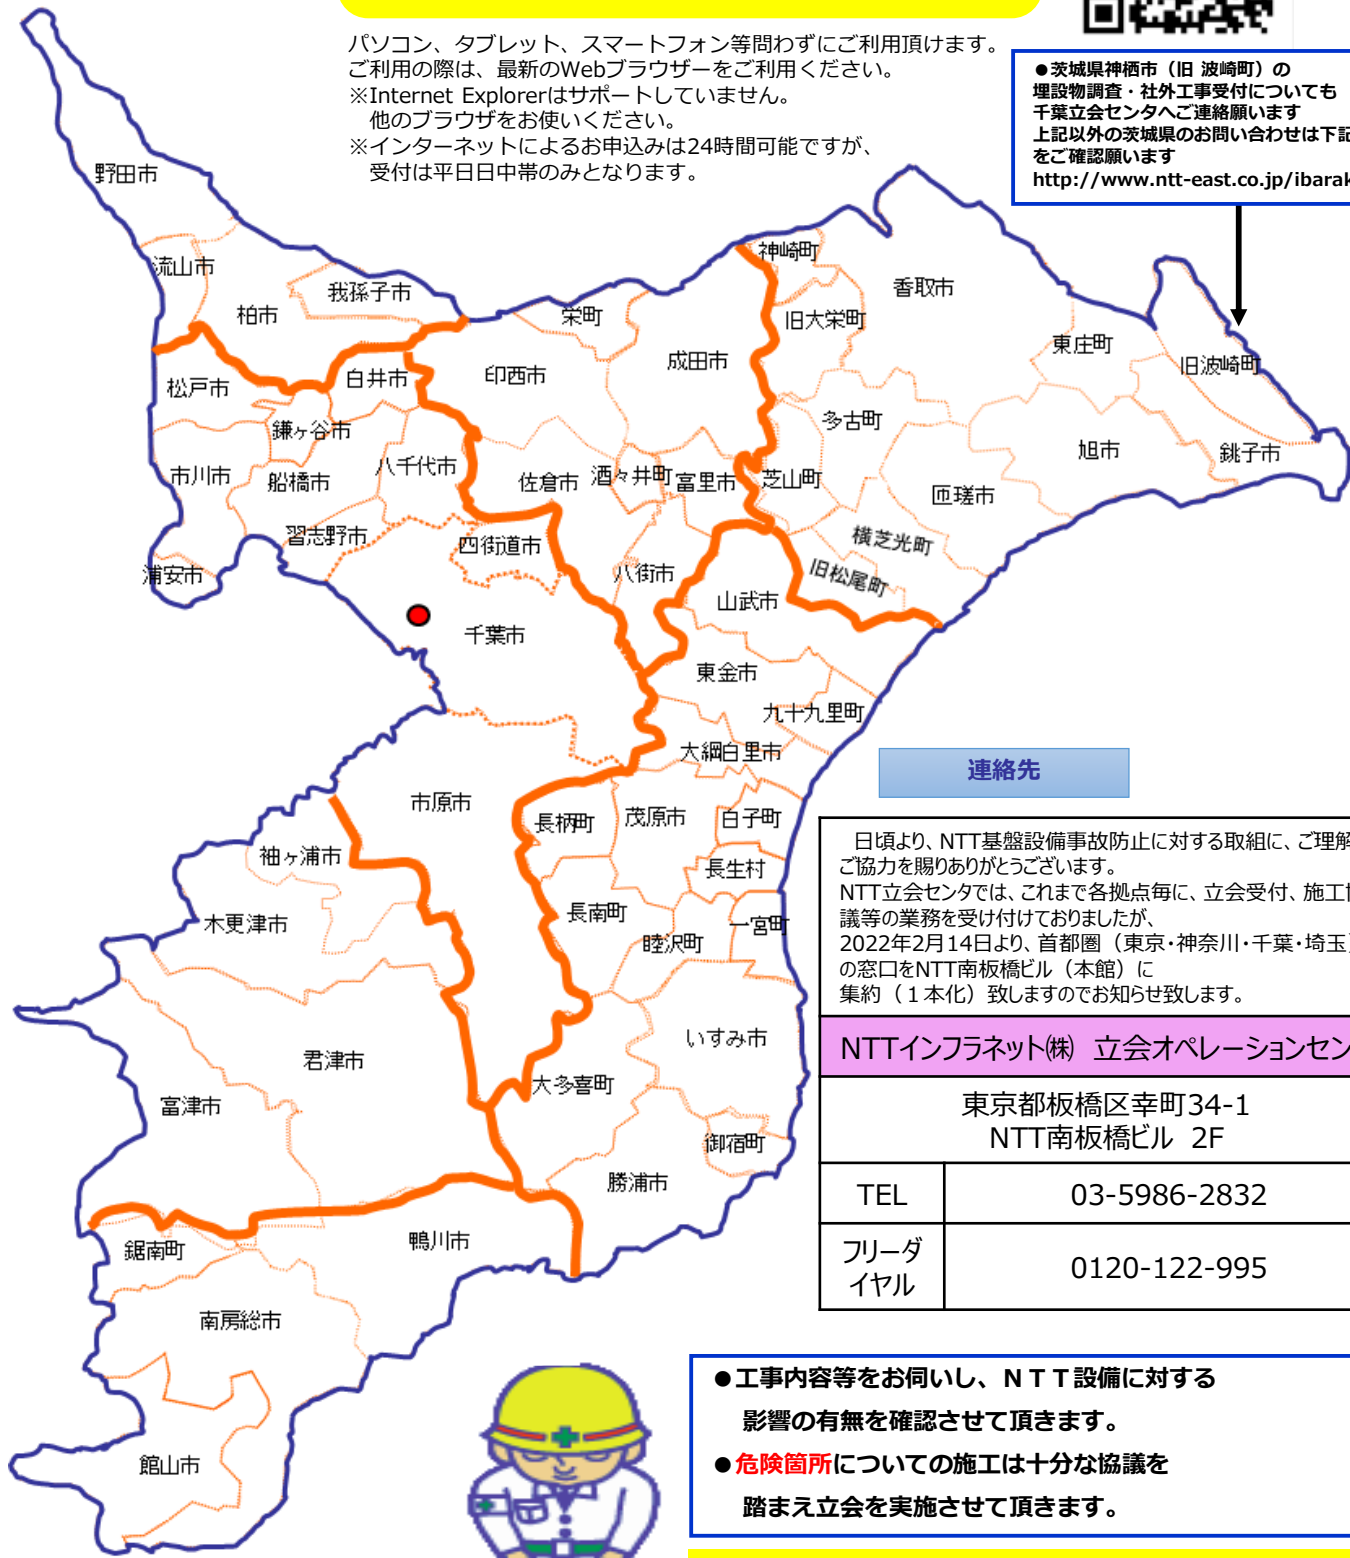 パソコン、タブレット、スマートフォン等問わずにご利用頂けます。
ご利用の際は、最新のWebブラウザーをご利用ください。
※Internet Explorerはサポートしていません。
他のブラウザをお使いください。
※インターネットによるお申込みは24時間可能ですが、
受付は平日日中帯のみとなります。
●茨城県神栖市（旧 波崎町）の
埋設物調査・社外工事受付についても
千葉立会センタへご連絡願います
上記以外の茨城県のお問い合わせは下記
をご確認願います
http://www.ntt-east.co.jp/ibarak
野田市
流山市
柏市
我孫子市
栄町
神崎町
香取市
旧大栄町
成田市
東庄町
旧波崎町
松戸市
白井市
印西市
鎌ヶ谷市
多古町
旭市
銚子市
市川市
船橋市
八千代市
佐倉市
酒々井町
富里市
芝山町
匝瑳市
習志野市
四街道市
横芝光町
浦安市
八街市
旧松尾町
山武市
千葉市
東金市
九十九里町
大綱白里市
市原市
長柄町
茂原市
白子町
袖ヶ浦市
長生村
木更津市
長南町
睦沢町
一宮町
君津市
いすみ市
富津市
大多喜町
御宿町
勝浦市
鋸南町
鴨川市
南房総市
館山市
連絡先
日頃より、NTT基盤設備事故防止に対する取組に、ご理解
ご協力を賜りありがとうございます。
NTT立会センタでは、これまで各拠点毎に、立会受付、施工協
議等の業務を受け付けておりましたが、
2022年2月14日より、首都圏（東京・神奈川・千葉・埼玉）
の窓口をNTT南板橋ビル（本館）に
集約（１本化）致しますのでお知らせ致します。
NTTインフラネット㈱ 立会オペレーションセン
東京都板橋区幸町34-1
NTT南板橋ビル 2F
TEL 03-5986-2832
フリーダ
イヤル
0120-122-995
●工事内容等をお伺いし、ＮＴＴ設備に対する
影響の有無を確認させて頂きます。
●危険箇所についての施工は十分な協議を
踏まえ立会を実施させて頂きます。